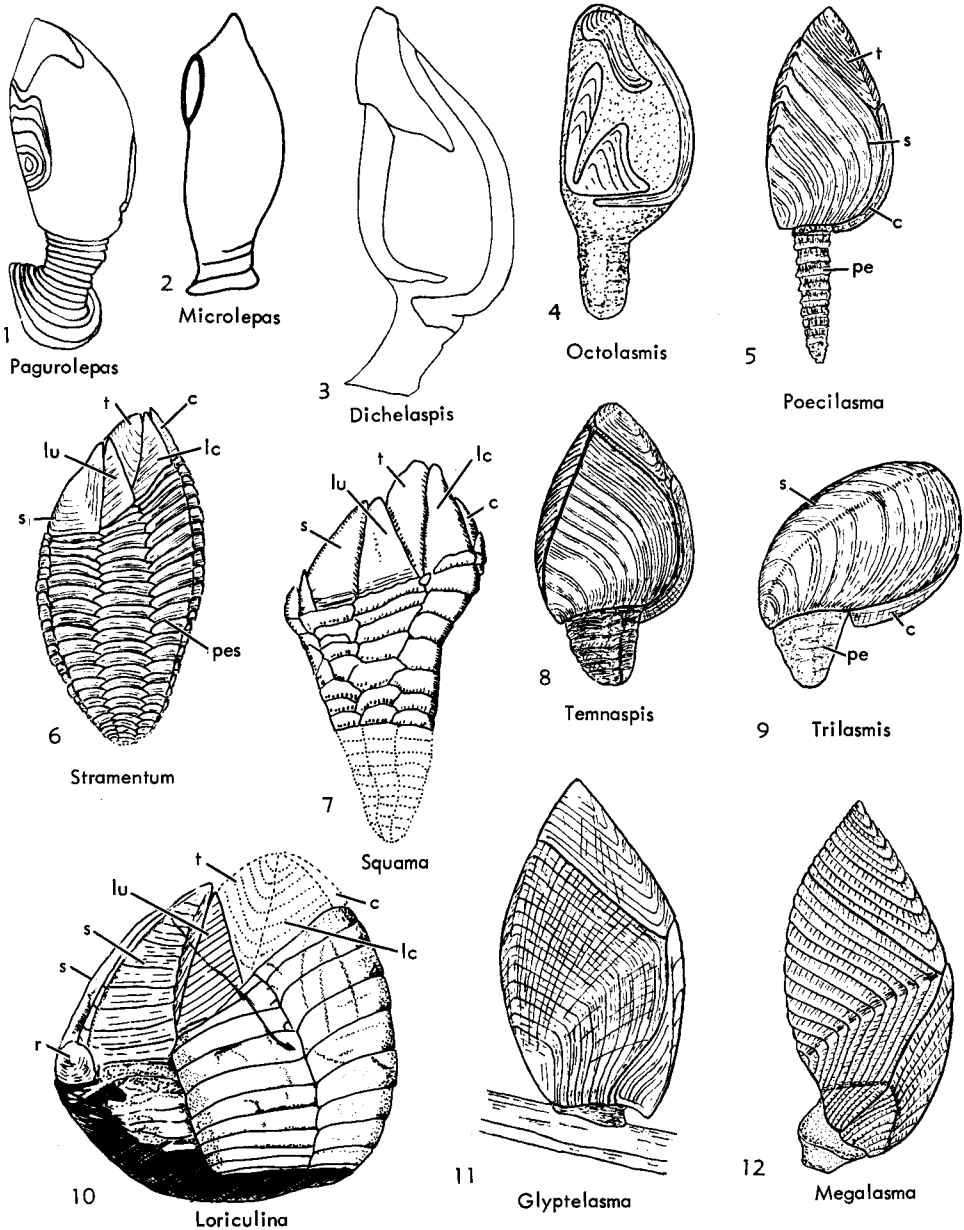 1
Pagurolepas
2
Microlepas
3
Dichelaspis
4
Octolasmis
t
s
c
pe
5
Poecilasma
t
c
lu
lc
s
pes
6
Stramentum
t
lc
lu
c
s
7
Squama
8
Temnaspis
s
c
pe
9
Trilasmis
t
lu
c
s
lc
s
r
10
Loriculina
11
Glyptelasma
12
Megalasma